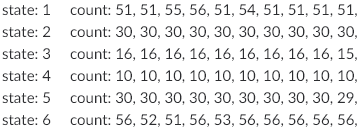 state: 1 count: 51, 51, 55, 56, 51, 54, 51, 51, 51, 51,
state: 2 count: 30, 30, 30, 30, 30, 30, 30, 30, 30, 30,
state: 3 count: 16, 16, 16, 16, 16, 16, 16, 16, 16, 15,
state: 4 count: 10, 10, 10, 10, 10, 10, 10, 10, 10, 10,
state: 5 count: 30, 30, 30, 30, 30, 30, 30, 30, 30, 29,
state: 6 count: 56, 52, 51, 56, 53, 56, 56, 56, 56, 56,